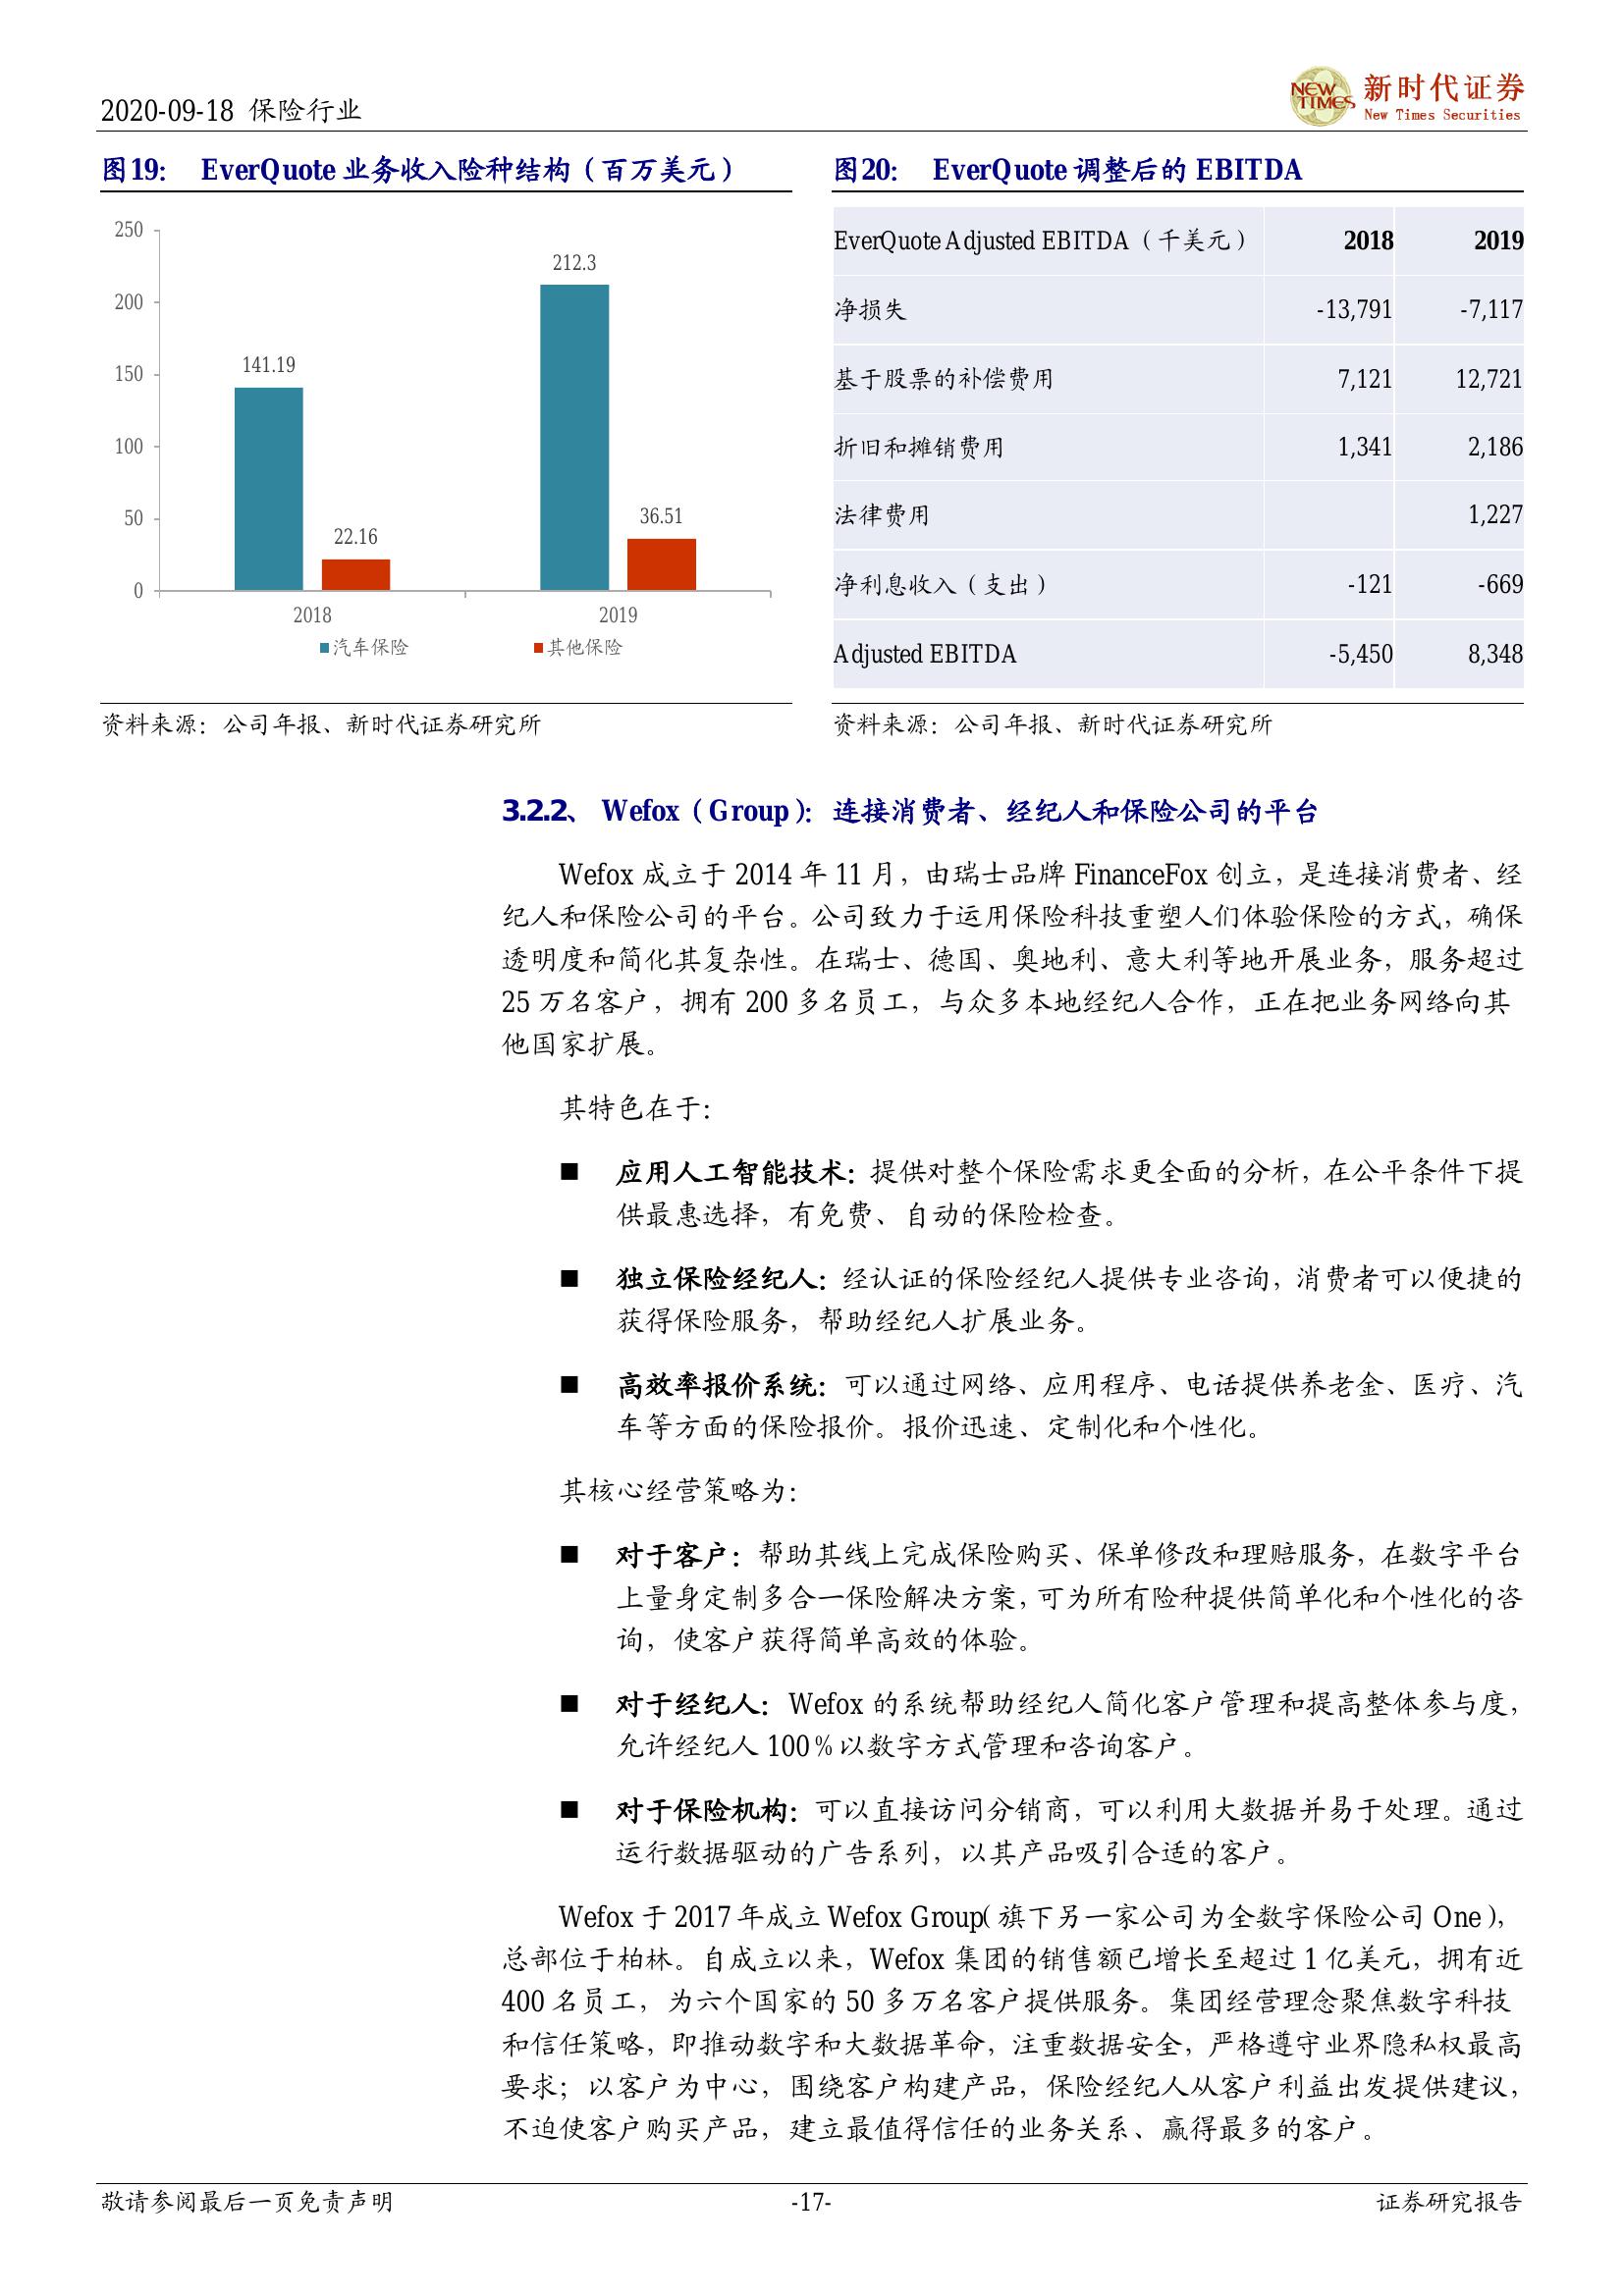 2020-09-18 保险行业
NEW TIMES
新时代证券
New Times Securities
图19： EverQuote 业务收入险种结构（百万美元）
250
200
150
100
50
0
141.19
22.16
212.3
36.51
2018
2019
汽车保险
其他保险
资料来源：公司年报、新时代证券研究所
图20： EverQuote 调整后的 EBITDA
EverQuote Adjusted EBITDA（千美元） 2018 2019
净损失 -13,791 -7,117
基于股票的补偿费用 7,121 12,721
折旧和摊销费用 1,341 2,186
法律费用 1,227
净利息收入（支出） -121 -669
Adjusted EBITDA -5,450 8,348
资料来源：公司年报、新时代证券研究所
3.2.2、 Wefox（Group）：连接消费者、经纪人和保险公司的平台
Wefox 成立于 2014 年 11 月，由瑞士品牌 FinanceFox 创立，是连接消费者、经
纪人和保险公司的平台。公司致力于运用保险科技重塑人们体验保险的方式，确保
透明度和简化其复杂性。在瑞士、德国、奥地利、意大利等地开展业务，服务超过
25 万名客户，拥有 200 多名员工，与众多本地经纪人合作，正在把业务网络向其
他国家扩展。
其特色在于：
■ 应用人工智能技术：提供对整个保险需求更全面的分析，在公平条件下提
供最惠选择，有免费、自动的保险检查。
■ 独立保险经纪人：经认证的保险经纪人提供专业咨询，消费者可以便捷的
获得保险服务，帮助经纪人扩展业务。
■ 高效率报价系统：可以通过网络、应用程序、电话提供养老金、医疗、汽
车等方面的保险报价。报价迅速、定制化和个性化。
其核心经营策略为：
■ 对于客户：帮助其线上完成保险购买、保单修改和理赔服务，在数字平台
上量身定制多合一保险解决方案，可为所有险种提供简单化和个性化的咨
询，使客户获得简单高效的体验。
■ 对于经纪人：Wefox 的系统帮助经纪人简化客户管理和提高整体参与度，
允许经纪人 100%以数字方式管理和咨询客户。
■ 对于保险机构：可以直接访问分销商，可以利用大数据并易于处理。通过
运行数据驱动的广告系列，以其产品吸引合适的客户。
Wefox 于 2017 年成立 Wefox Group（旗下另一家公司为全数字保险公司 One），
总部位于柏林。自成立以来，Wefox 集团的销售额已增长至超过 1 亿美元，拥有近
400 名员工，为六个国家的 50 多万名客户提供服务。集团经营理念聚焦数字科技
和信任策略，即推动数字和大数据革命，注重数据安全，严格遵守业界隐私权最高
要求；以客户为中心，围绕客户构建产品，保险经纪人从客户利益出发提供建议，
不迫使客户购买产品，建立最值得信任的业务关系、赢得最多的客户。
敬请参阅最后一页免责声明 -17- 证券研究报告